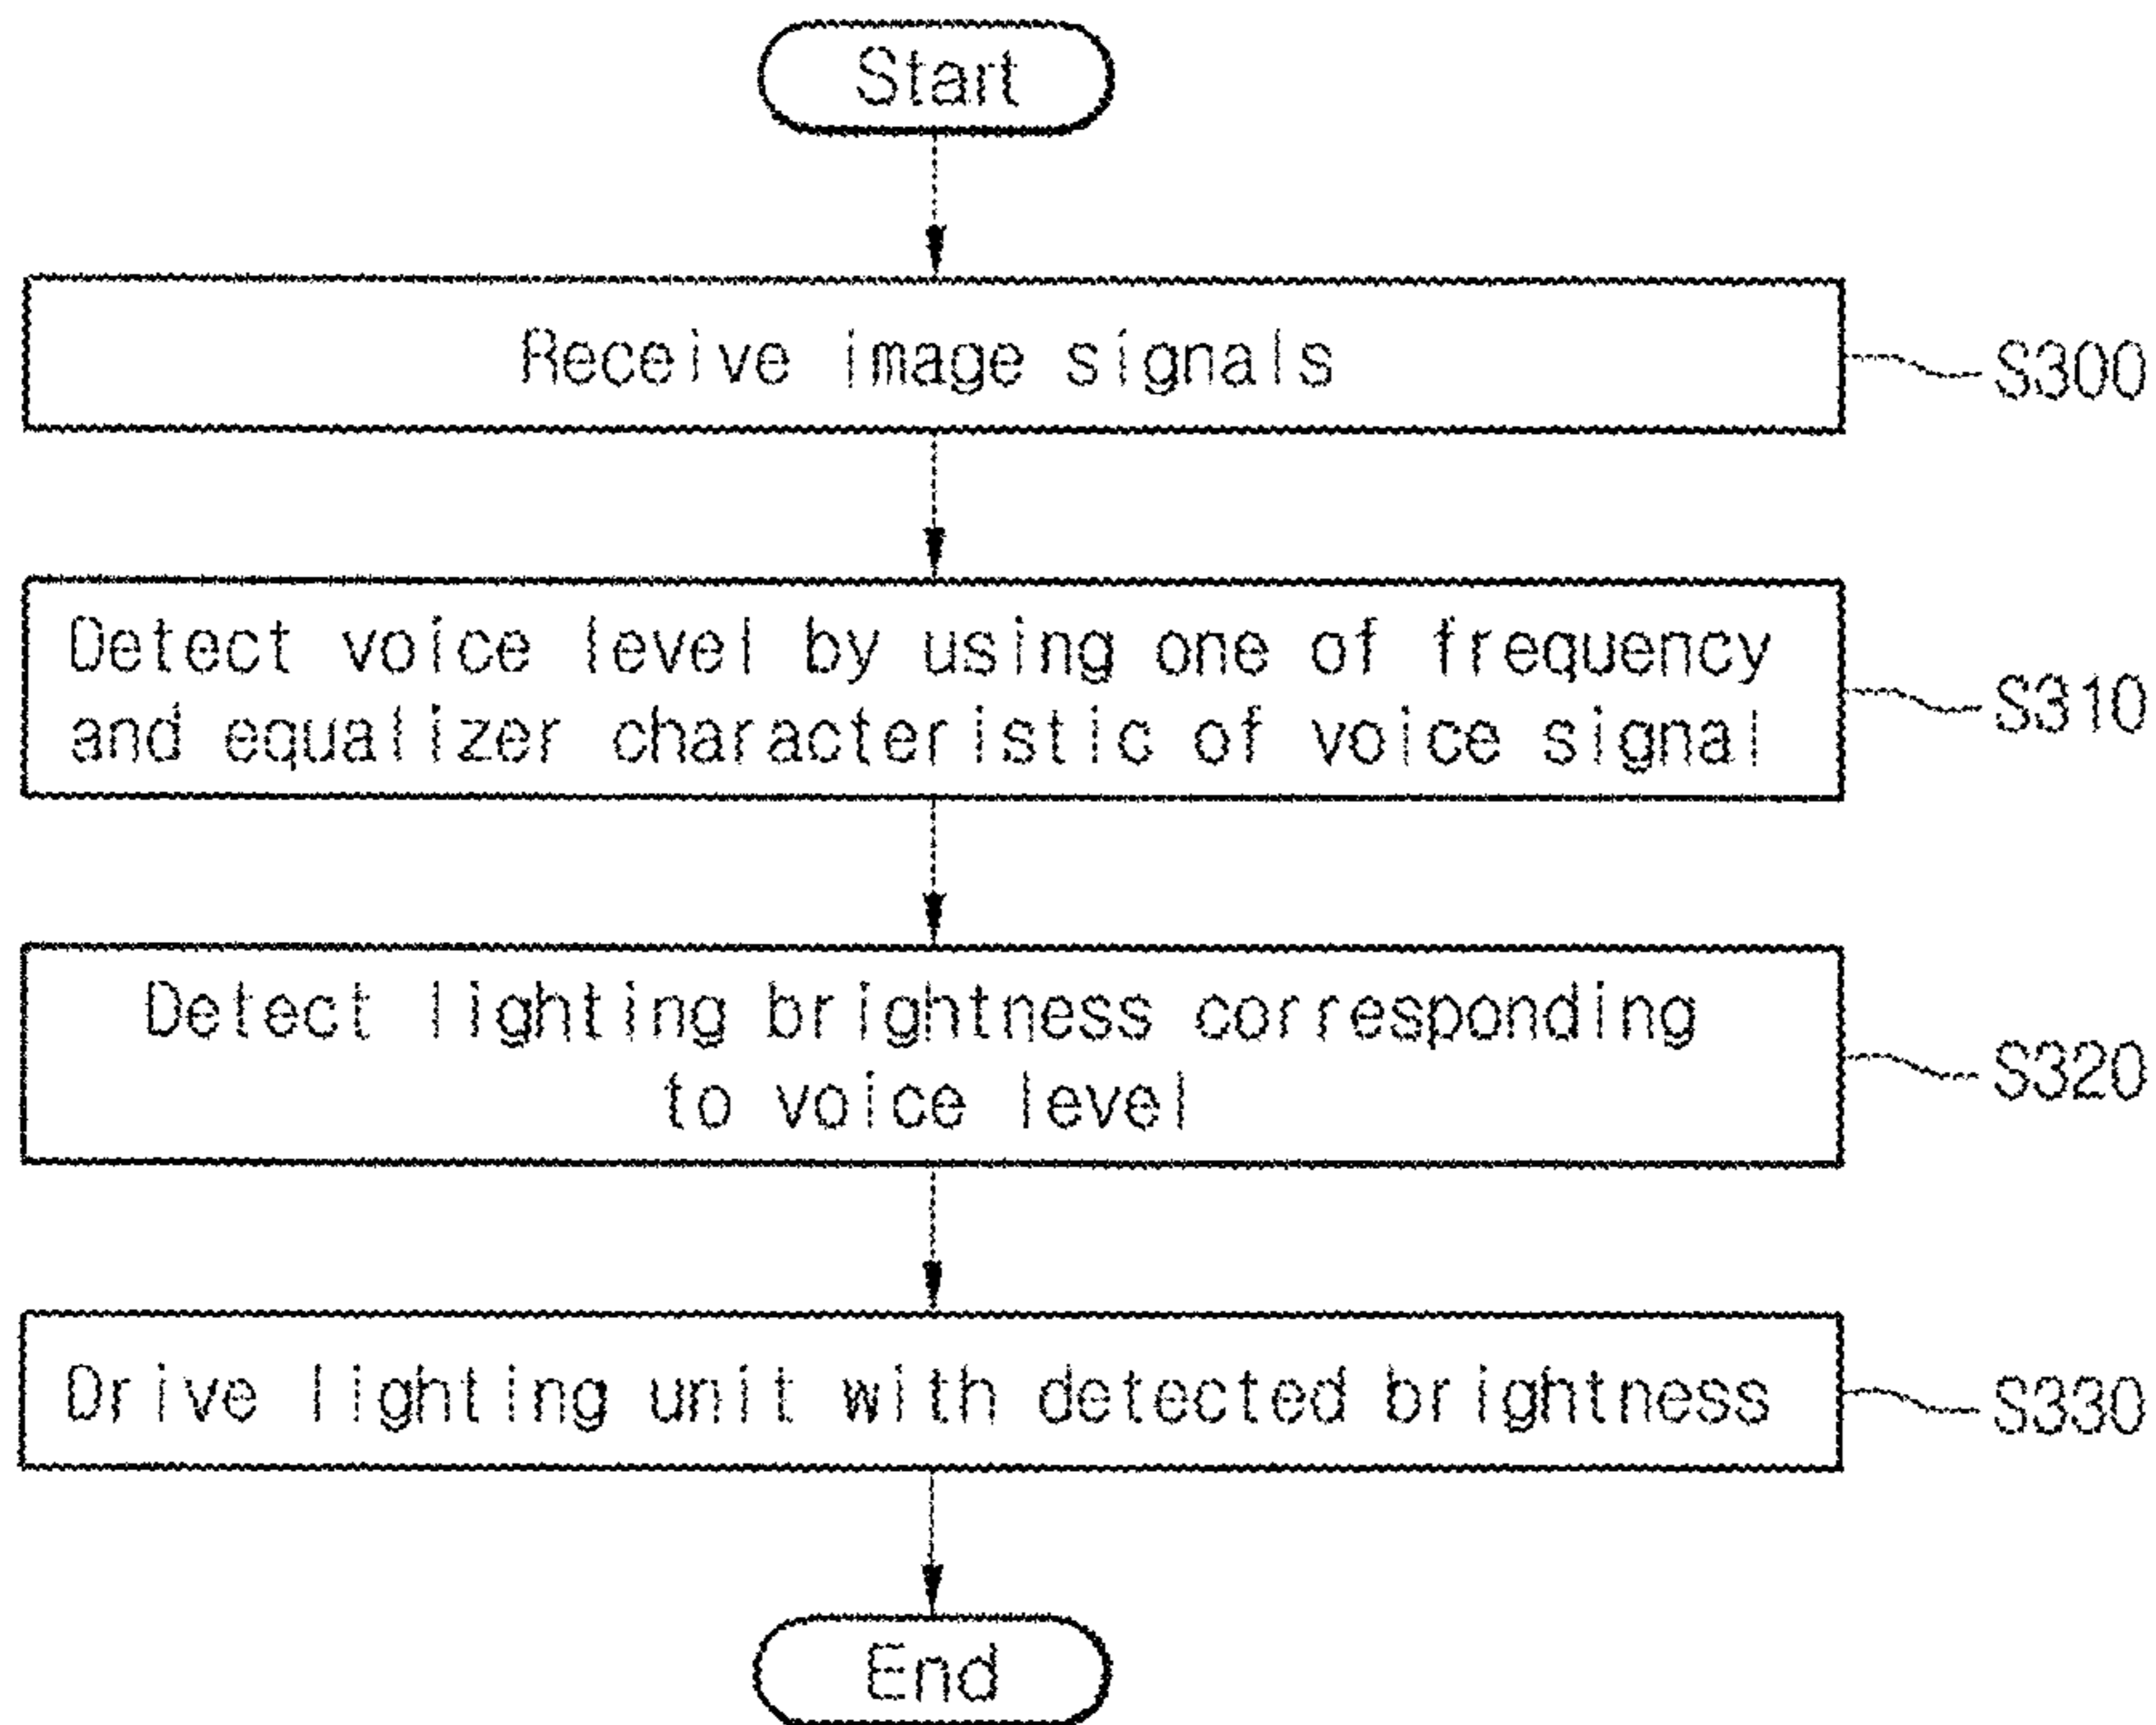 Start
Receive image signals
S300
Detect voice level by using one of frequency
and equalizer characteristic of voice signal
S310
Detect lighting brightness corresponding
to voice level
S320
Drive lighting unit with detected brightness
S330
End